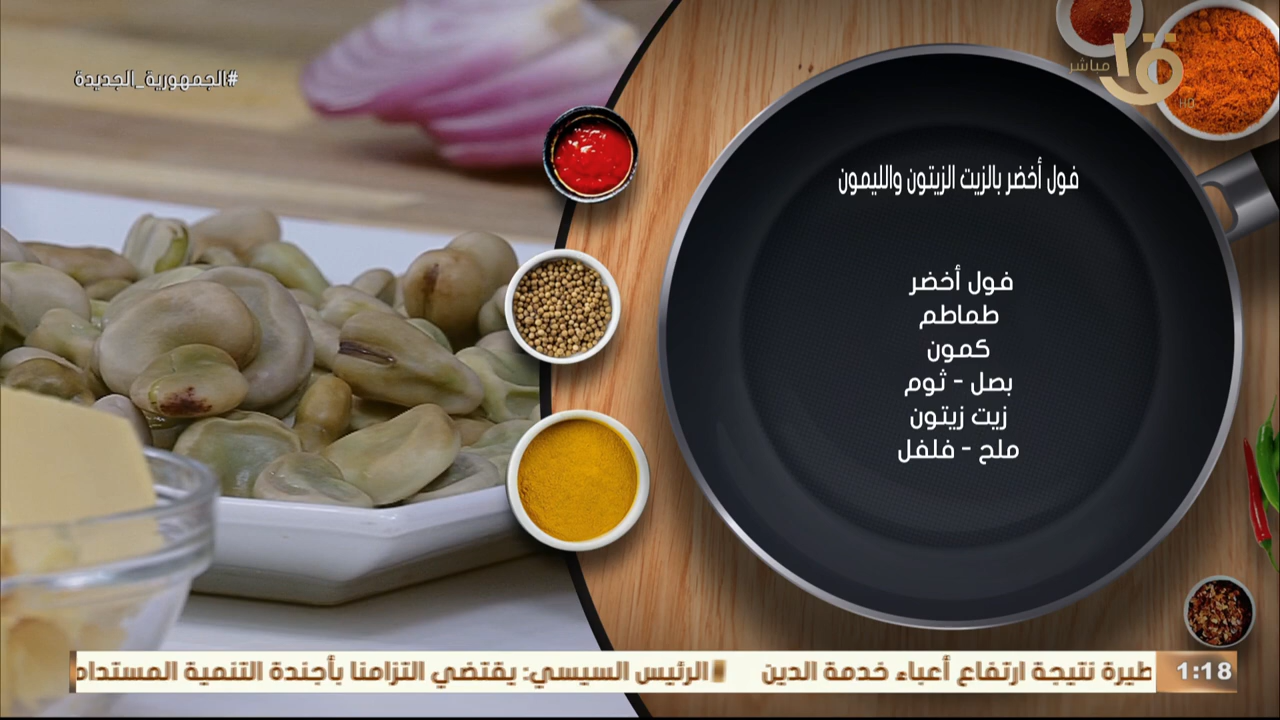 #الجمهورية_الجديدة
مباشر
HD
فول أخضر بالزيت الزيتون والليمون
فول أخضر
طماطم
كمون
بصل - ثوم
زيت زيتون
ملح - فلفل
طيرة نتيجة ارتفاع أعباء خدمة الدين
الرئيس السيسي: يقتضي التزامنا بأجندة التنمية المستدام
1:18